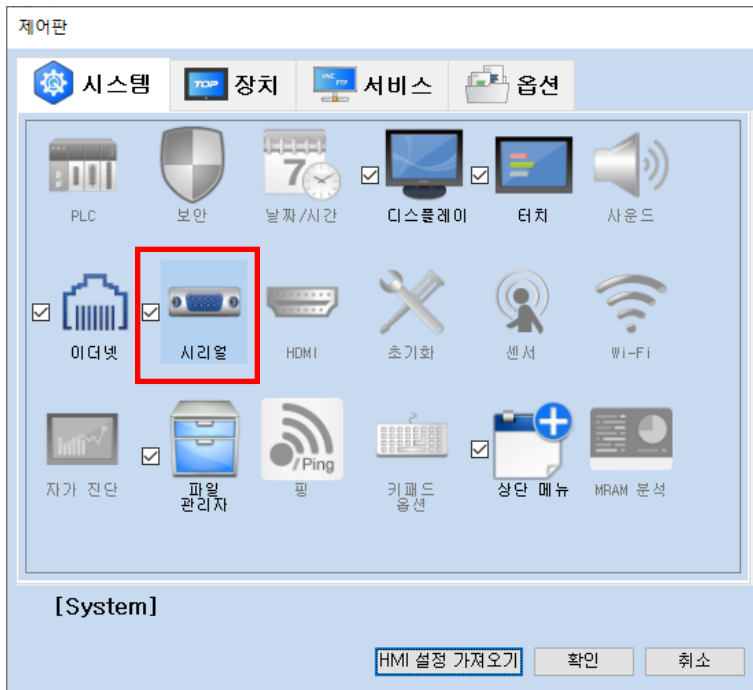 제어판
시스템
TOP
장치
VNC
FTP
서비스
옵션
7
PLC
보안
날짜/시간
디스플레이
터치
사운드
이더넷
시리얼
HDMI
초기화
센서
Wi-Fi
/Ping
자가 진단
파일
관리자
핑
키패드
옵션
상단 메뉴
MRAM 분석
[System]
HMI 설정 가져오기
확인
취소